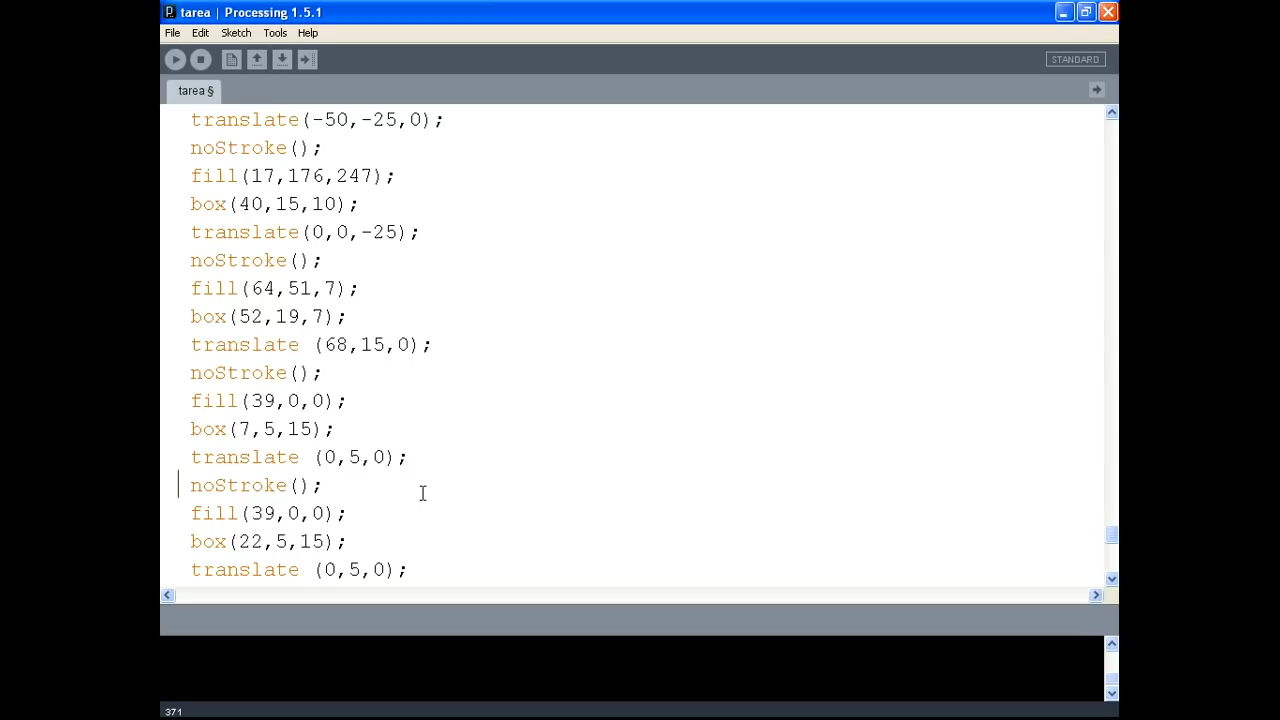 tarea | Processing 1.5.1
File Edit Sketch Tools Help
STANDARD
tarea §
translate(-50,-25,0);
noStroke();
fill(17,176,247);
box(40,15,10);
translate(0,0,-25);
noStroke();
fill(64,51,7);
box(52,19,7);
translate (68,15,0);
noStroke();
fill(39,0,0);
box(7,5,15);
translate (0,5,0);
noStroke();
fill(39,0,0);
box(22,5,15);
translate (0,5,0);
371